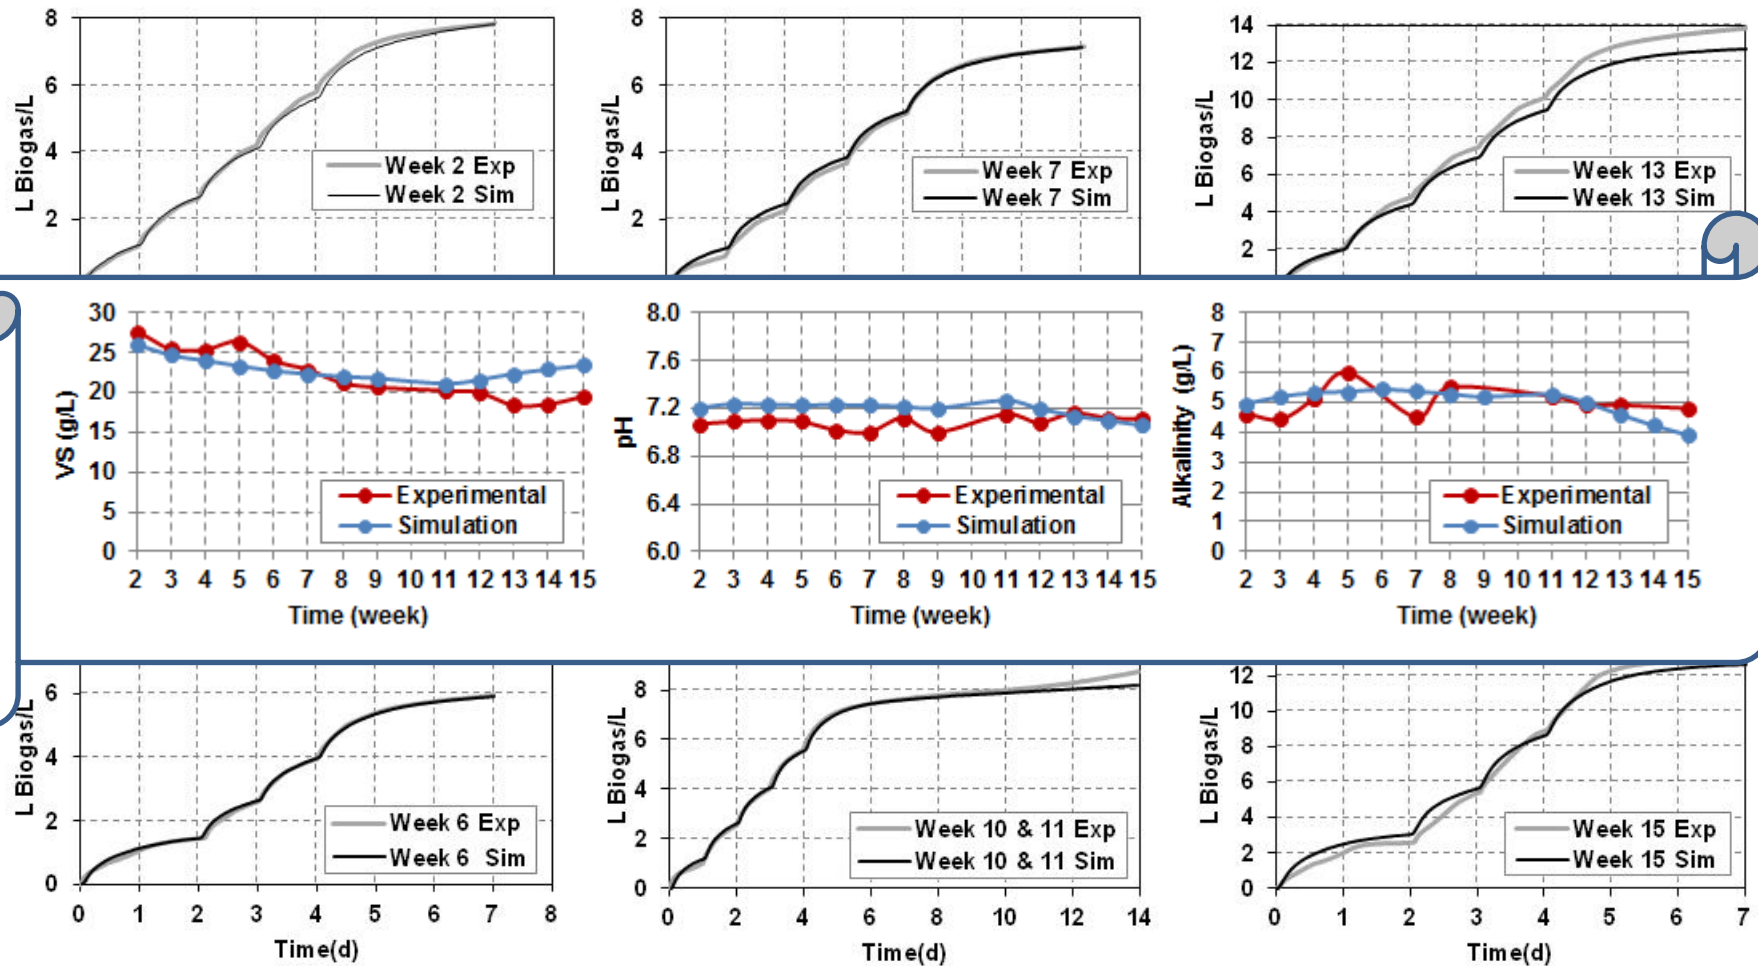 8
6
4
2
L Biogas/L
Week 2 Exp
Week 2 Sim
8
6
4
2
L Biogas/L
Week 7 Exp
Week 7 Sim
14
12
10
8
6
4
2
L Biogas/L
Week 13 Exp
Week 13 Sim
30
25
20
15
10
5
0
VS (g/L)
Experimental
Simulation
2 3 4 5 6 7 8 9 10 11 12 13 14 15
Time (week)
8.0
7.6
7.2
6.8
6.4
6.0
pH
Experimental
Simulation
2 3 4 5 6 7 8 9 10 11 12 13 14 15
Time (week)
8
7
6
5
4
3
2
1
0
Alkalinity (g/L)
Experimental
Simulation
2 3 4 5 6 7 8 9 10 11 12 13 14 15
Time (week)
6
4
2
0
L Biogas/L
Week 6 Exp
Week 6 Sim
0 1 2 3 4 5 6 7 8
Time(d)
8
6
4
2
0
L Biogas/L
Week 10 & 11 Exp
Week 10 & 11 Sim
0 2 4 6 8 10 12 14
Time(d)
12
10
8
6
4
2
0
L Biogas/L
Week 15 Exp
Week 15 Sim
0 1 2 3 4 5 6 7
Time(d)